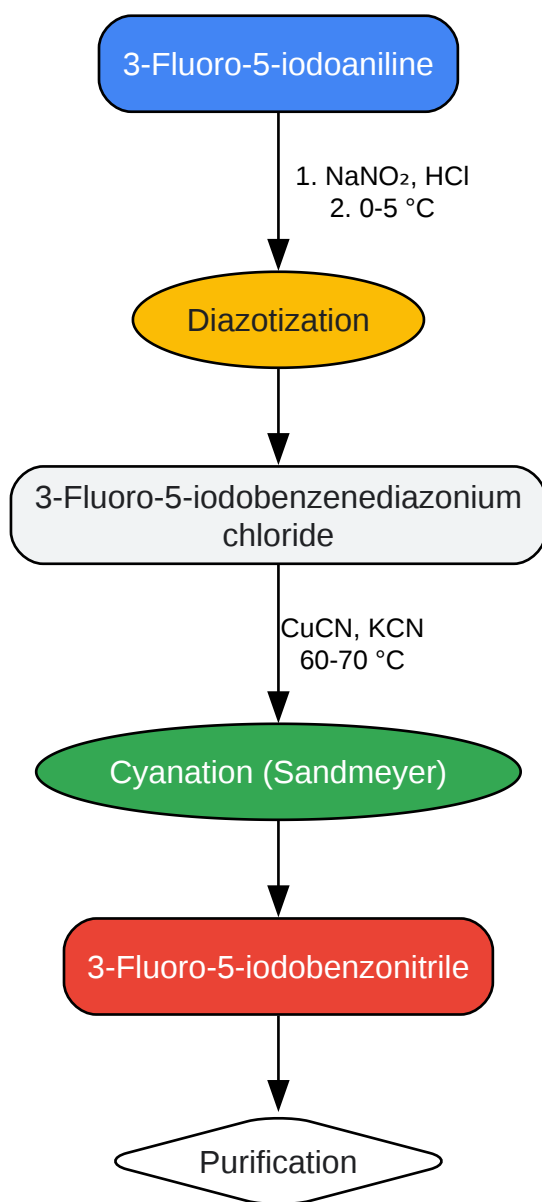 3-Fluoro-5-iodoaniline
1. NaNO₂, HCl
2. 0-5 °C
Diazotization
3-Fluoro-5-iodobenzenediazonium
chloride
CuCN, KCN
60-70 °C
Cyanation (Sandmeyer)
3-Fluoro-5-iodobenzonitrile
Purification